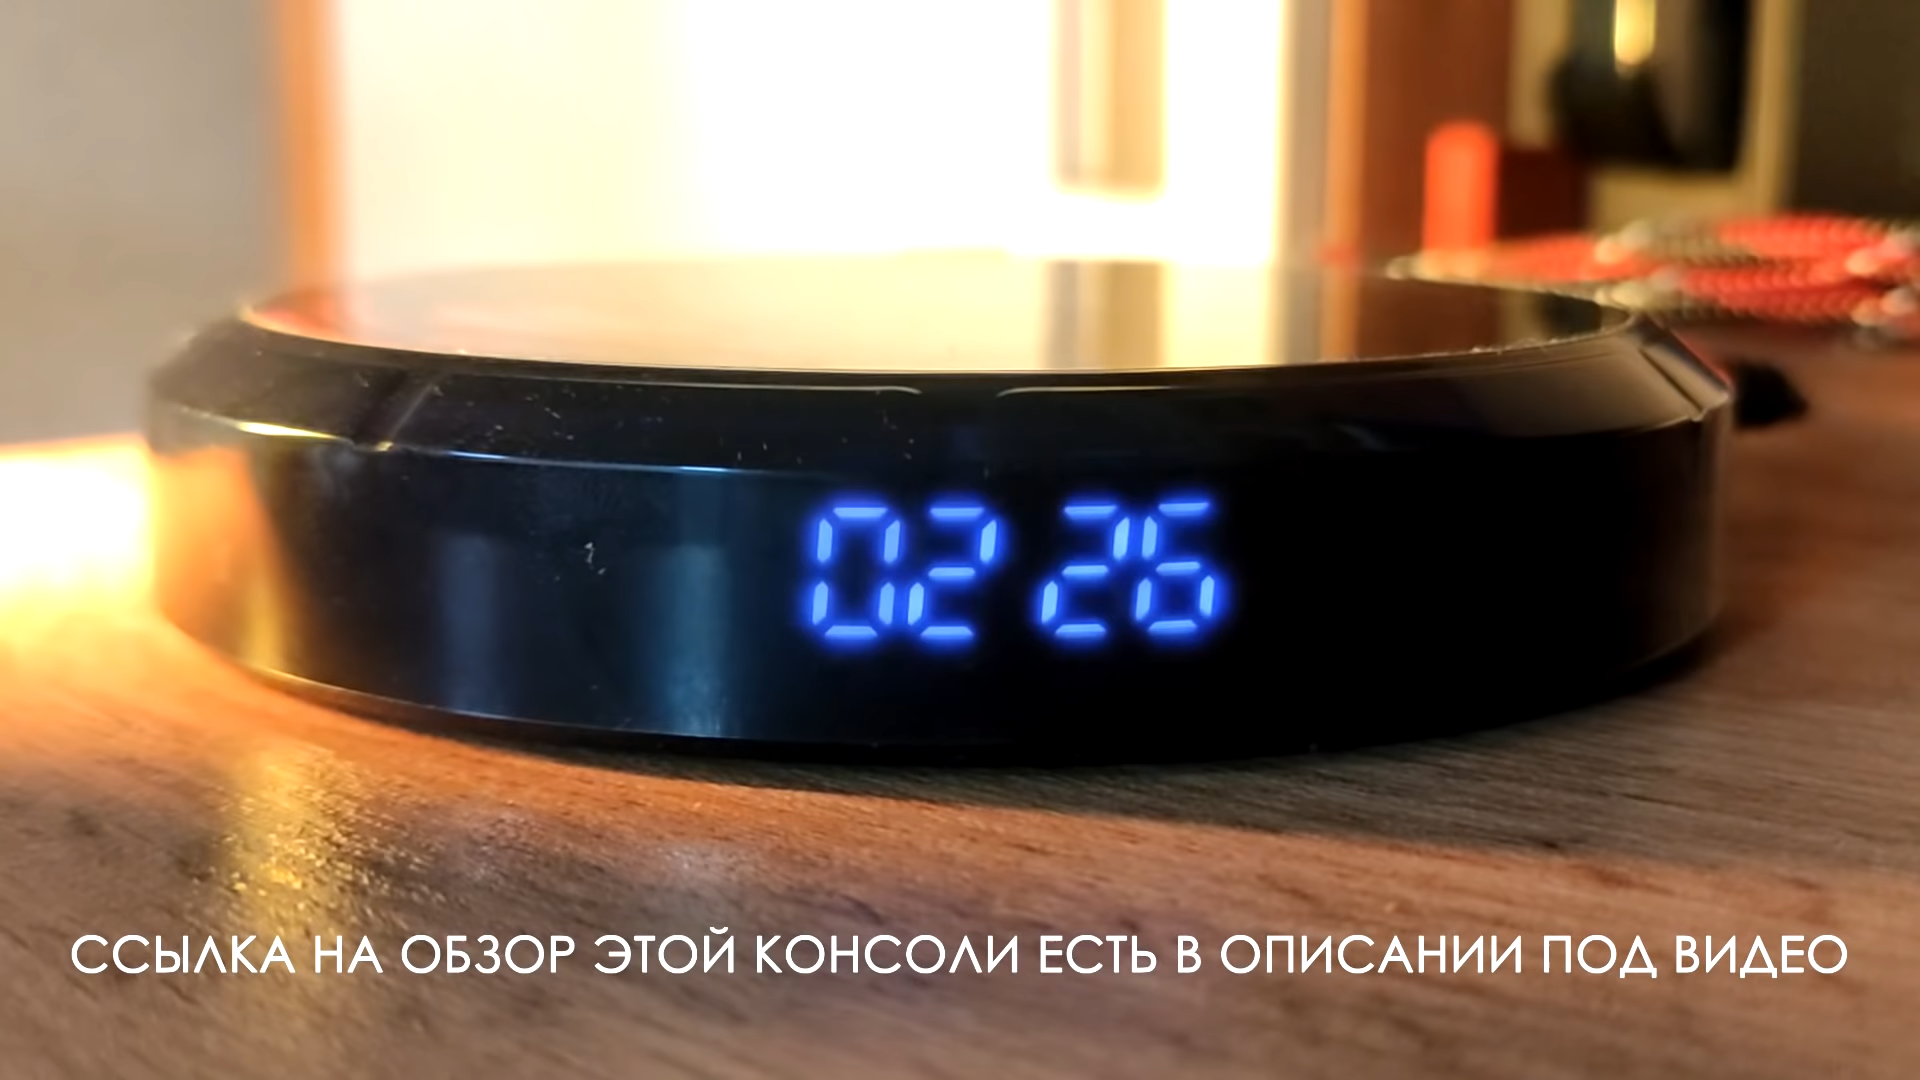 02 26
ССЫЛКА НА ОБЗОР ЭТОЙ КОНСОЛИ ЕСТЬ В ОПИСАНИИ ПОД ВИДЕО